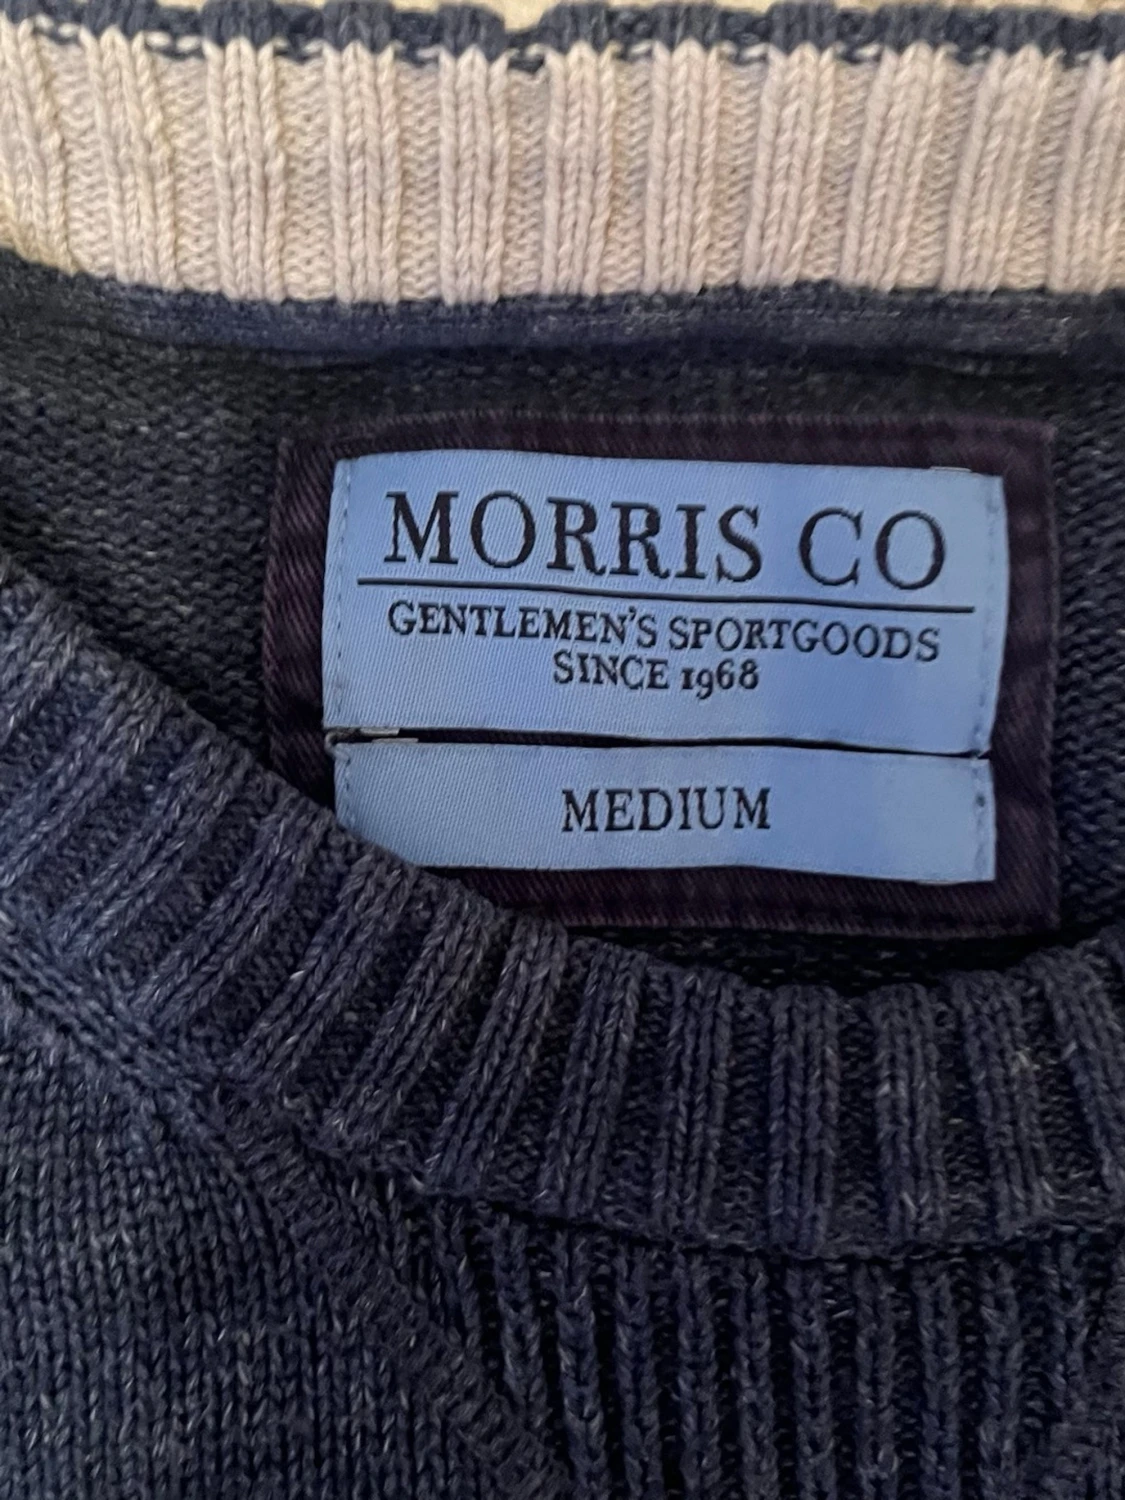 MORRIS CO
GENTLEMEN'S SPORTGOODS
SINCE 1968
MEDIUM